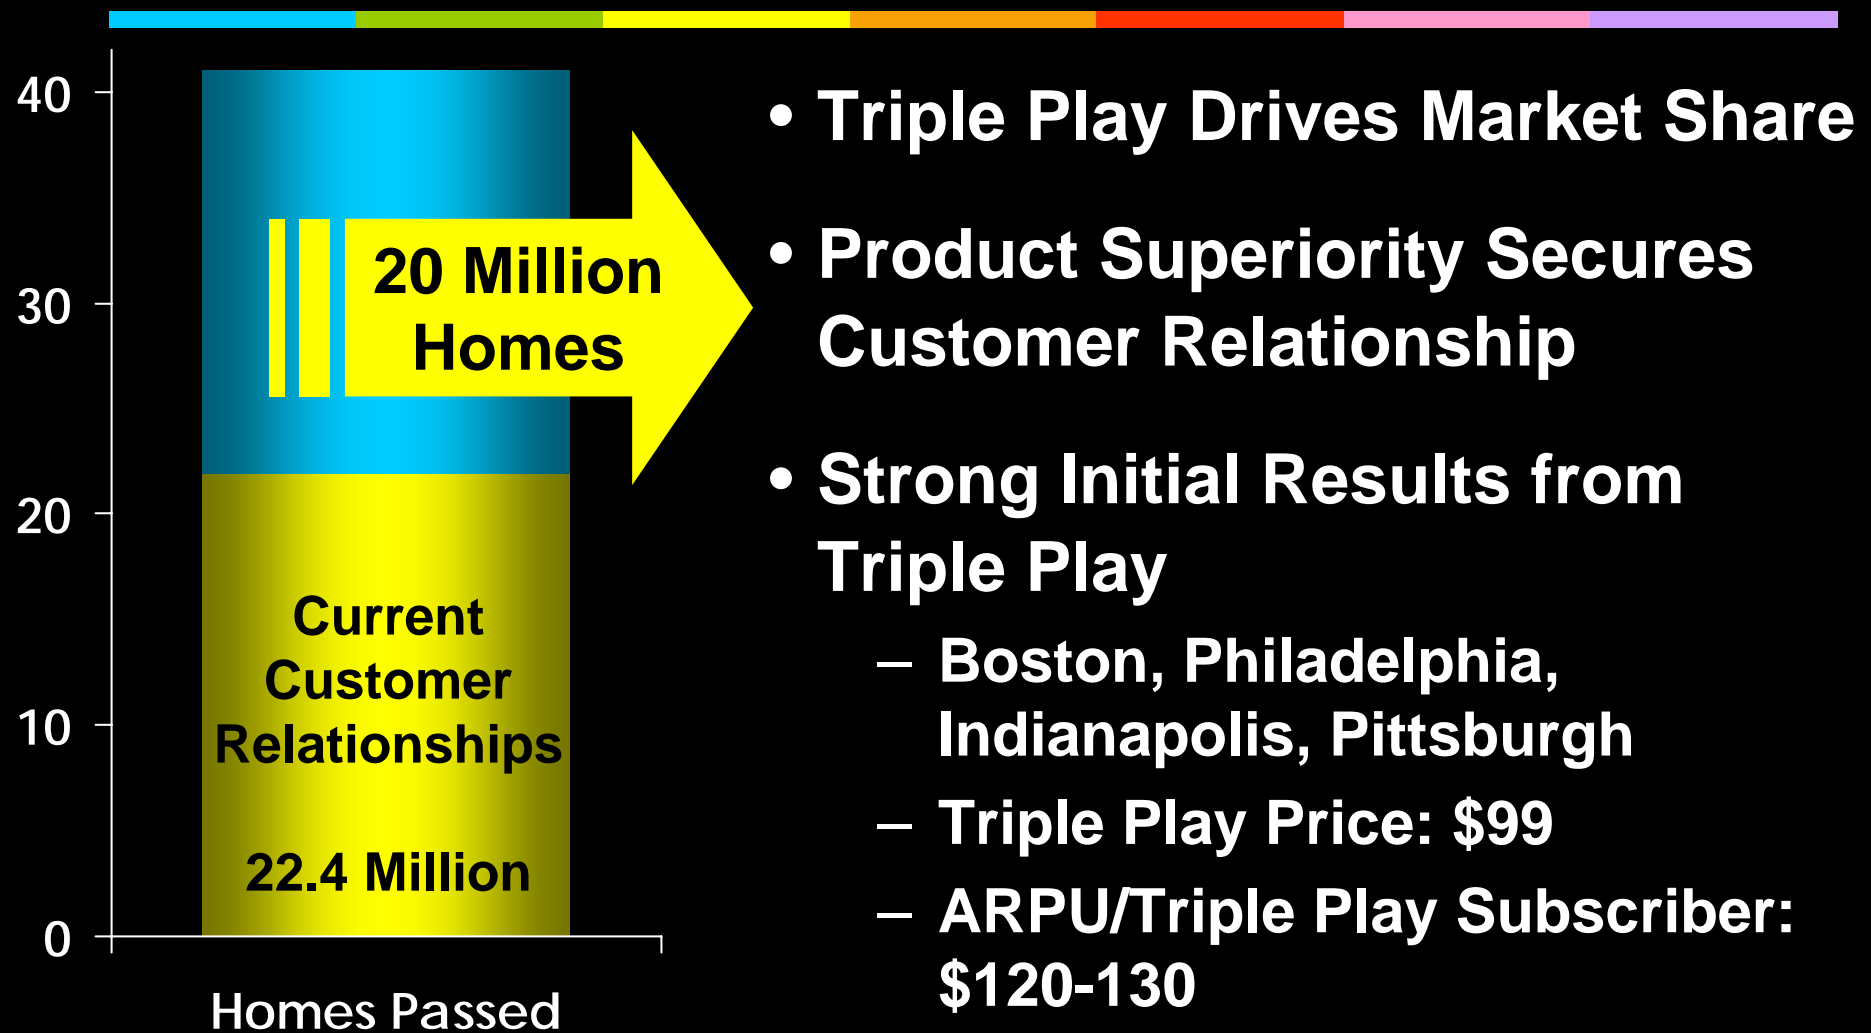 40
30
20
10
0
20 Million
Homes
Current
Customer
Relationships
22.4 Million
Homes Passed
• Triple Play Drives Market Share
• Product Superiority Secures
Customer Relationship
• Strong Initial Results from
Triple Play
– Boston, Philadelphia,
Indianapolis, Pittsburgh
– Triple Play Price: $99
– ARPU/Triple Play Subscriber:
$120-130